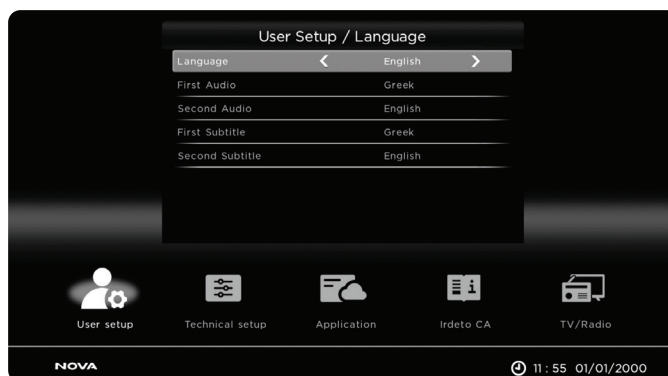 User Setup / Language
Language < English >
First Audio Greek
Second Audio English
First Subtitle Greek
Second Subtitle English
User setup Technical setup Application Irdeto CA TV/Radio
NOVA 11 : 55 01/01/2000